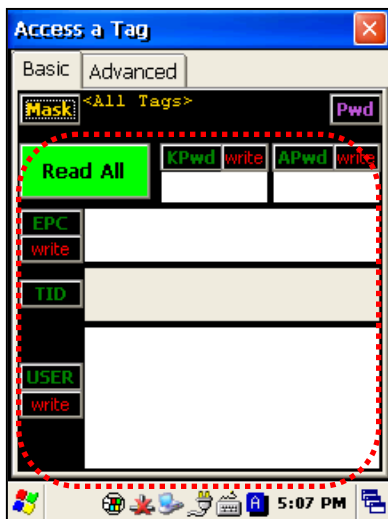 Access a Tag
Basic Advanced
Mask <All Tags> Pwd
Read All KPwd write APwd write
EPC
write
TID
USER
write
A 5:07 PM